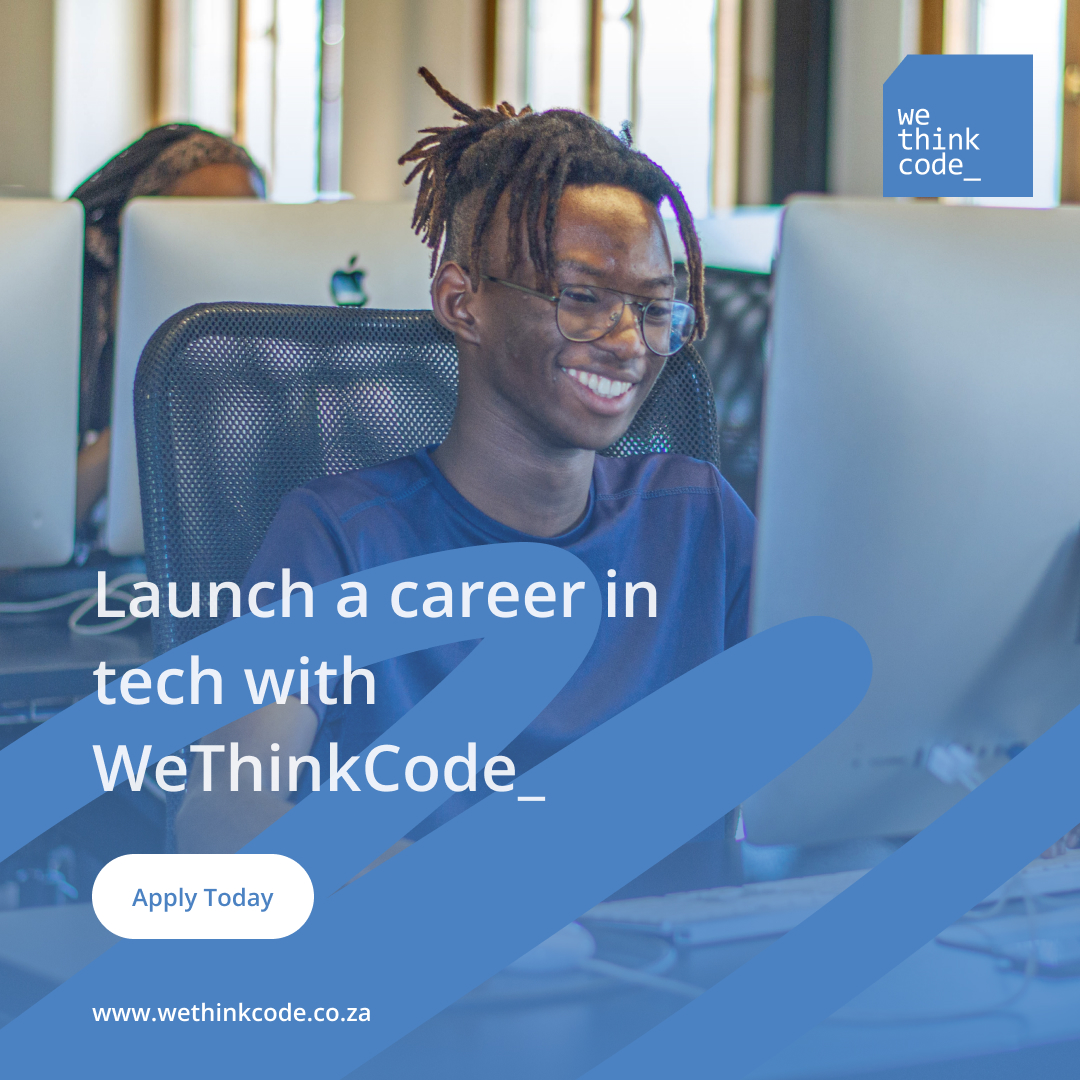 we
think
code_
Launch a career in
tech with
WeThinkCode_
Apply Today
www.wethinkcode.co.za